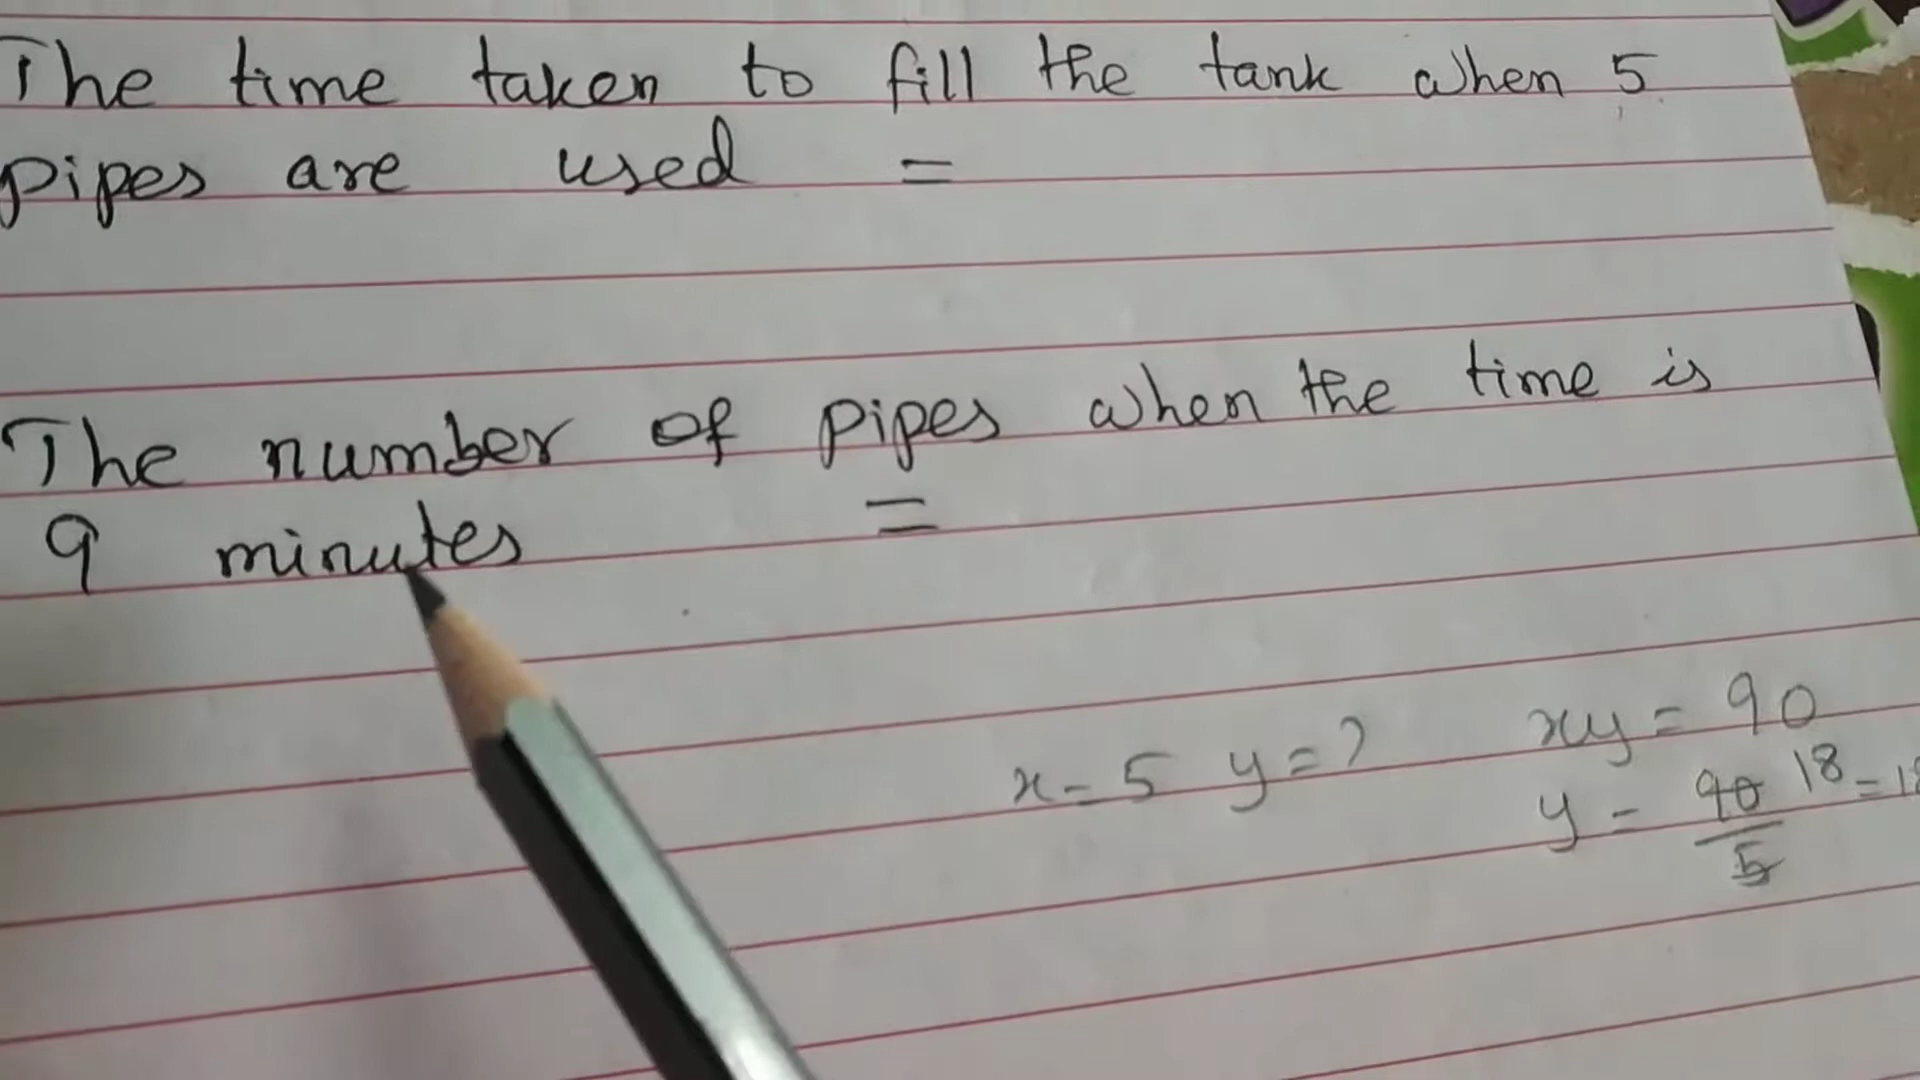 The time taken to fill the tank when 5
pipes are used =
The number of pipes when the time is
9 minutes =
x = 5 y = ? xy = 90
y = 90/5 18 = 18